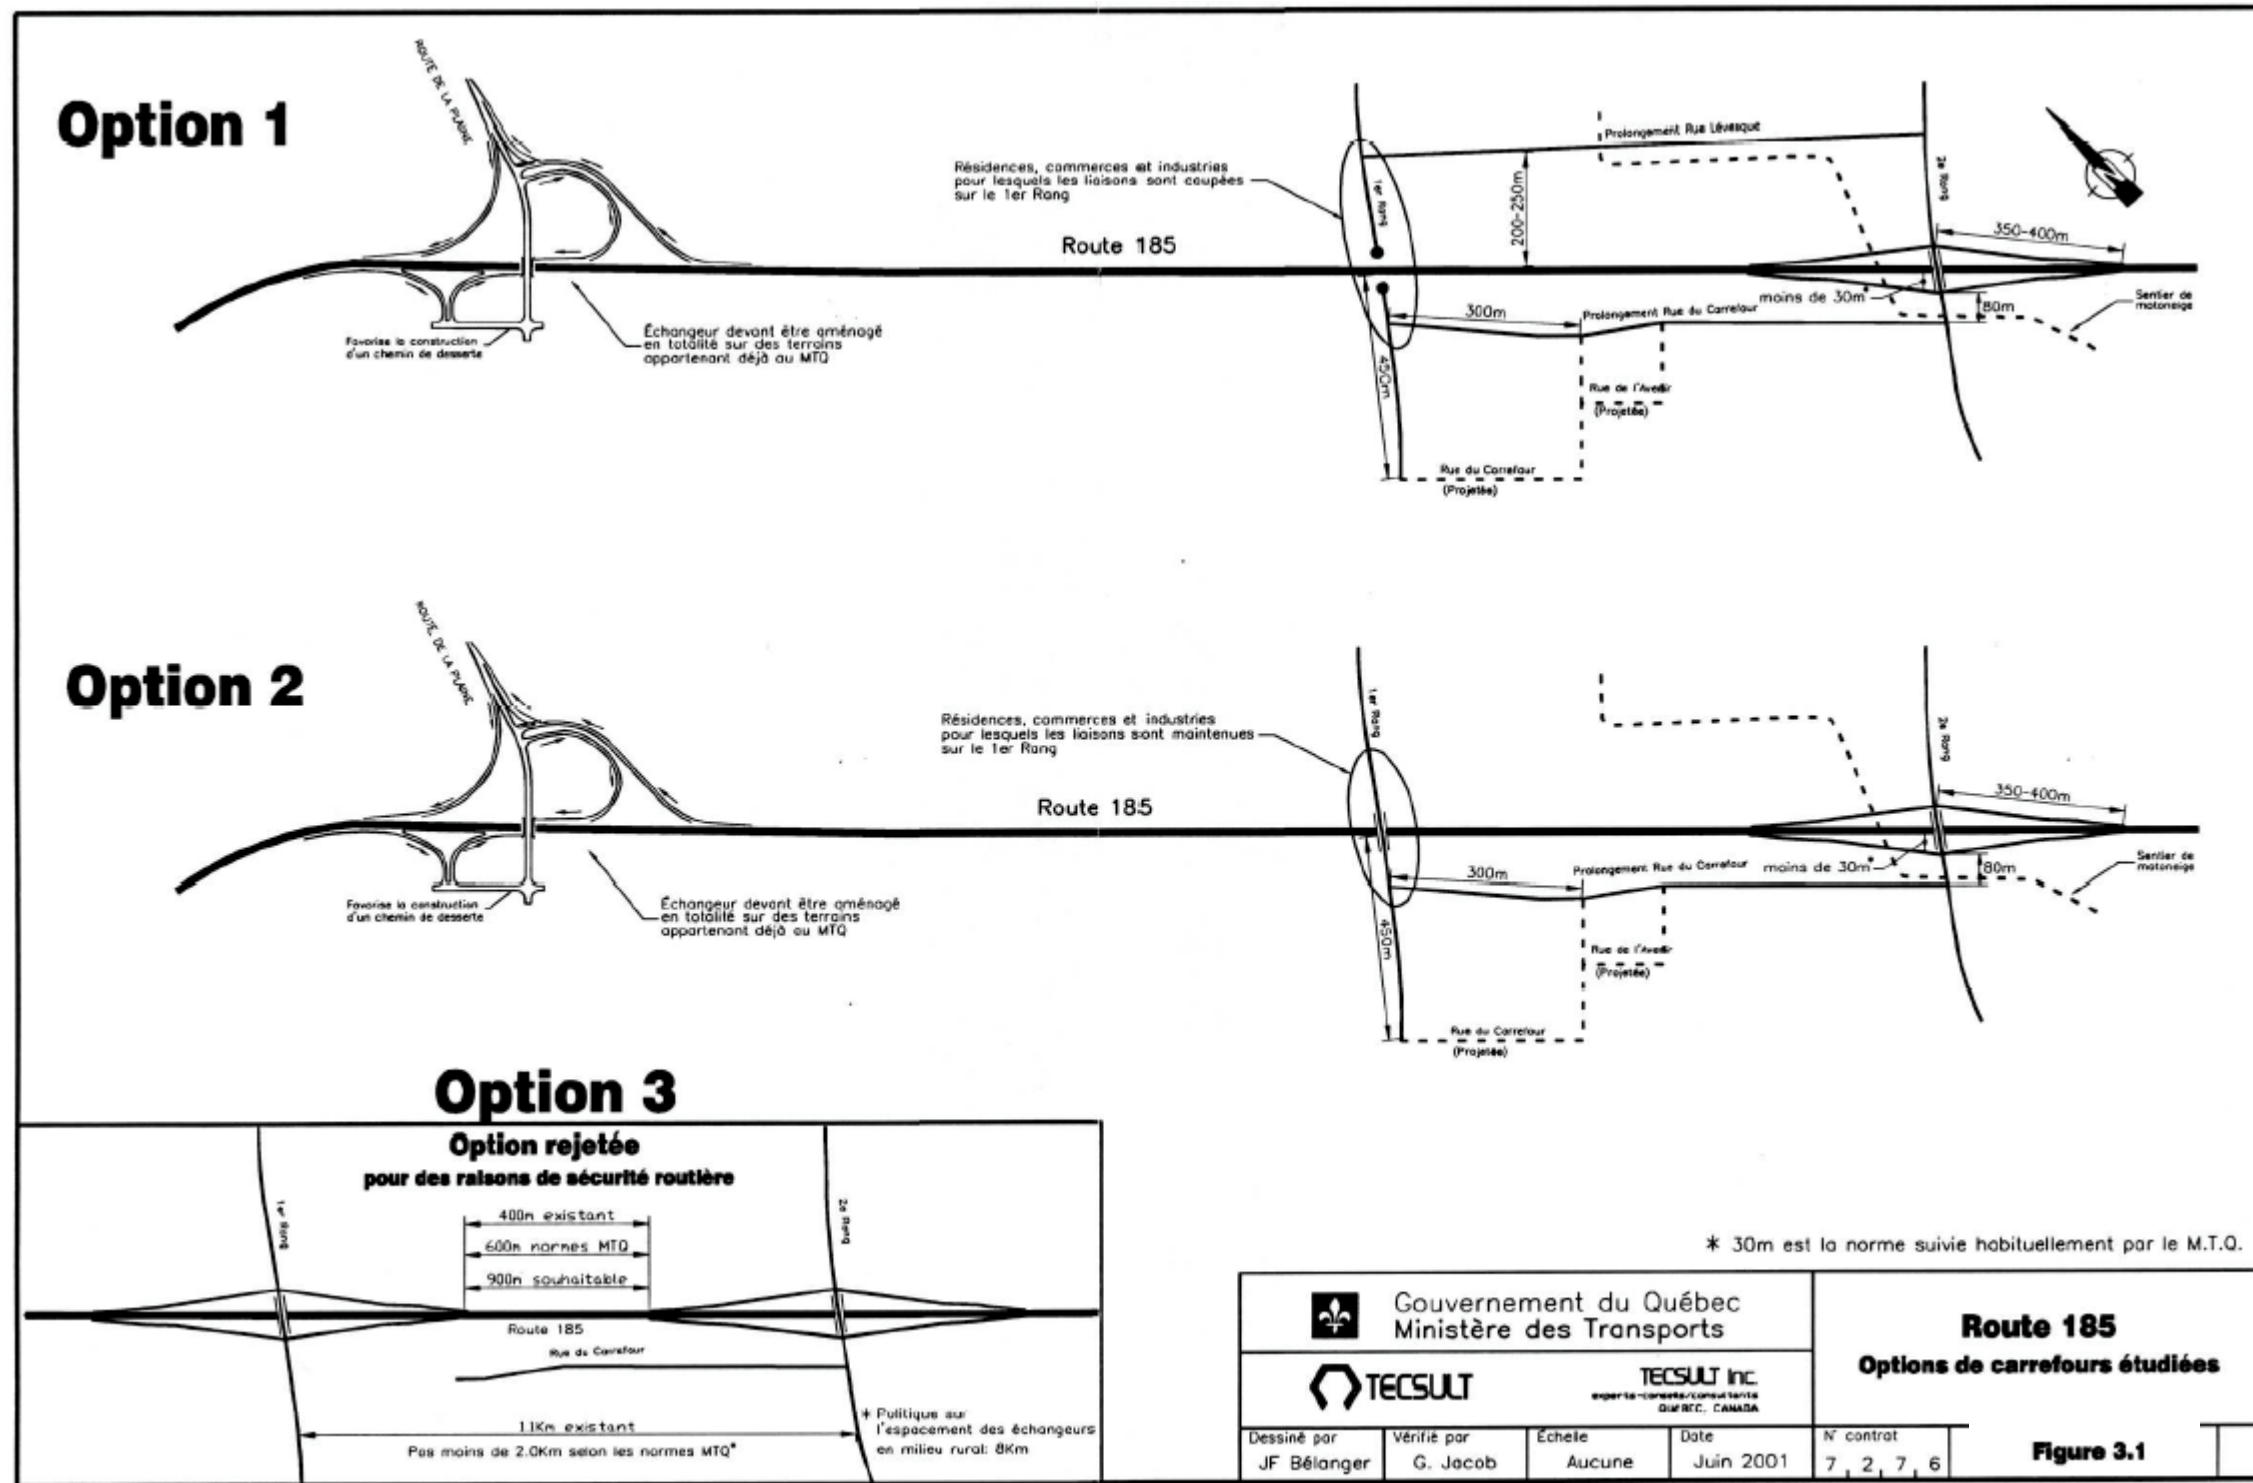 Option 1
ROUTE DE LA PLAINE
Résidences, commerces et industries
pour lesquels les liaisons sont coupées
sur le 1er Rang
Route 185
1er Rang
Prolongement Rue Lévesque
200-250m
2e Rang
350-400m
moins de 30m*
80m
Sentier de
motoneige
Favorise la construction
d'un chemin de desserte
Échangeur devant être aménagé
en totalité sur des terrains
appartenant déjà au MTQ
300m
Prolongement Rue du Carrefour
450m
Rue de l'Avenir
(Projetée)
Rue du Carrefour
(Projetée)
Option 2
ROUTE DE LA PLAINE
Résidences, commerces et industries
pour lesquels les liaisons sont maintenues
sur le 1er Rang
Route 185
1er Rang
2e Rang
350-400m
moins de 30m*
80m
Sentier de
motoneige
Favorise la construction
d'un chemin de desserte
Échangeur devant être aménagé
en totalité sur des terrains
appartenant déjà au MTQ
300m
Prolongement Rue du Carrefour
450m
Rue de l'Avenir
(Projetée)
Rue du Carrefour
(Projetée)
Option 3
Option rejetée
pour des raisons de sécurité routière
1er Rang
2e Rang
400m existant
600m normes MTQ
900m souhaitable
Route 185
Rue du Carrefour
1.1Km existant
Pas moins de 2.0Km selon les normes MTQ*
* Politique sur
l'espacement des échangeurs
en milieu rural: 8Km
* 30m est la norme suivie habituellement par le M.T.Q.
Gouvernement du Québec
Ministère des Transports
TECSULT
TECSULT Inc.
experts-conseils/consultants
QUEBEC, CANADA
Route 185
Options de carrefours étudiées
Dessiné par
JF Bélanger
Vérifié par
G. Jacob
Échelle
Aucune
Date
Juin 2001
N° contrat
7 2 7 6
Figure 3.1